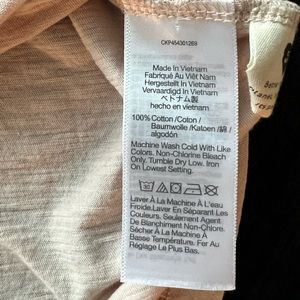 CKP454301269
Made In Vietnam
Fabriqué Au Viêt Nam
Hergestellt In Vietnam
Vervaardigd In Vietnam
ベトナム製
hecho en vietnam
100% Cotton /Coton /
Baumwolle /Katoen /綿 /
algodón
Machine Wash Cold With Like
Colors. Non-Chlorine Bleach
Only. Tumble Dry Low. Iron
On Lowest Setting.
Laver À La Machine À L'eau
Froide.Laver En Séparant Les
Couleurs. Seulement Agent
De Blanchiment Non-Chlore.
Sécher À La Machine À
Basse Température. Fer Au
Réglage Le Plus Bas.